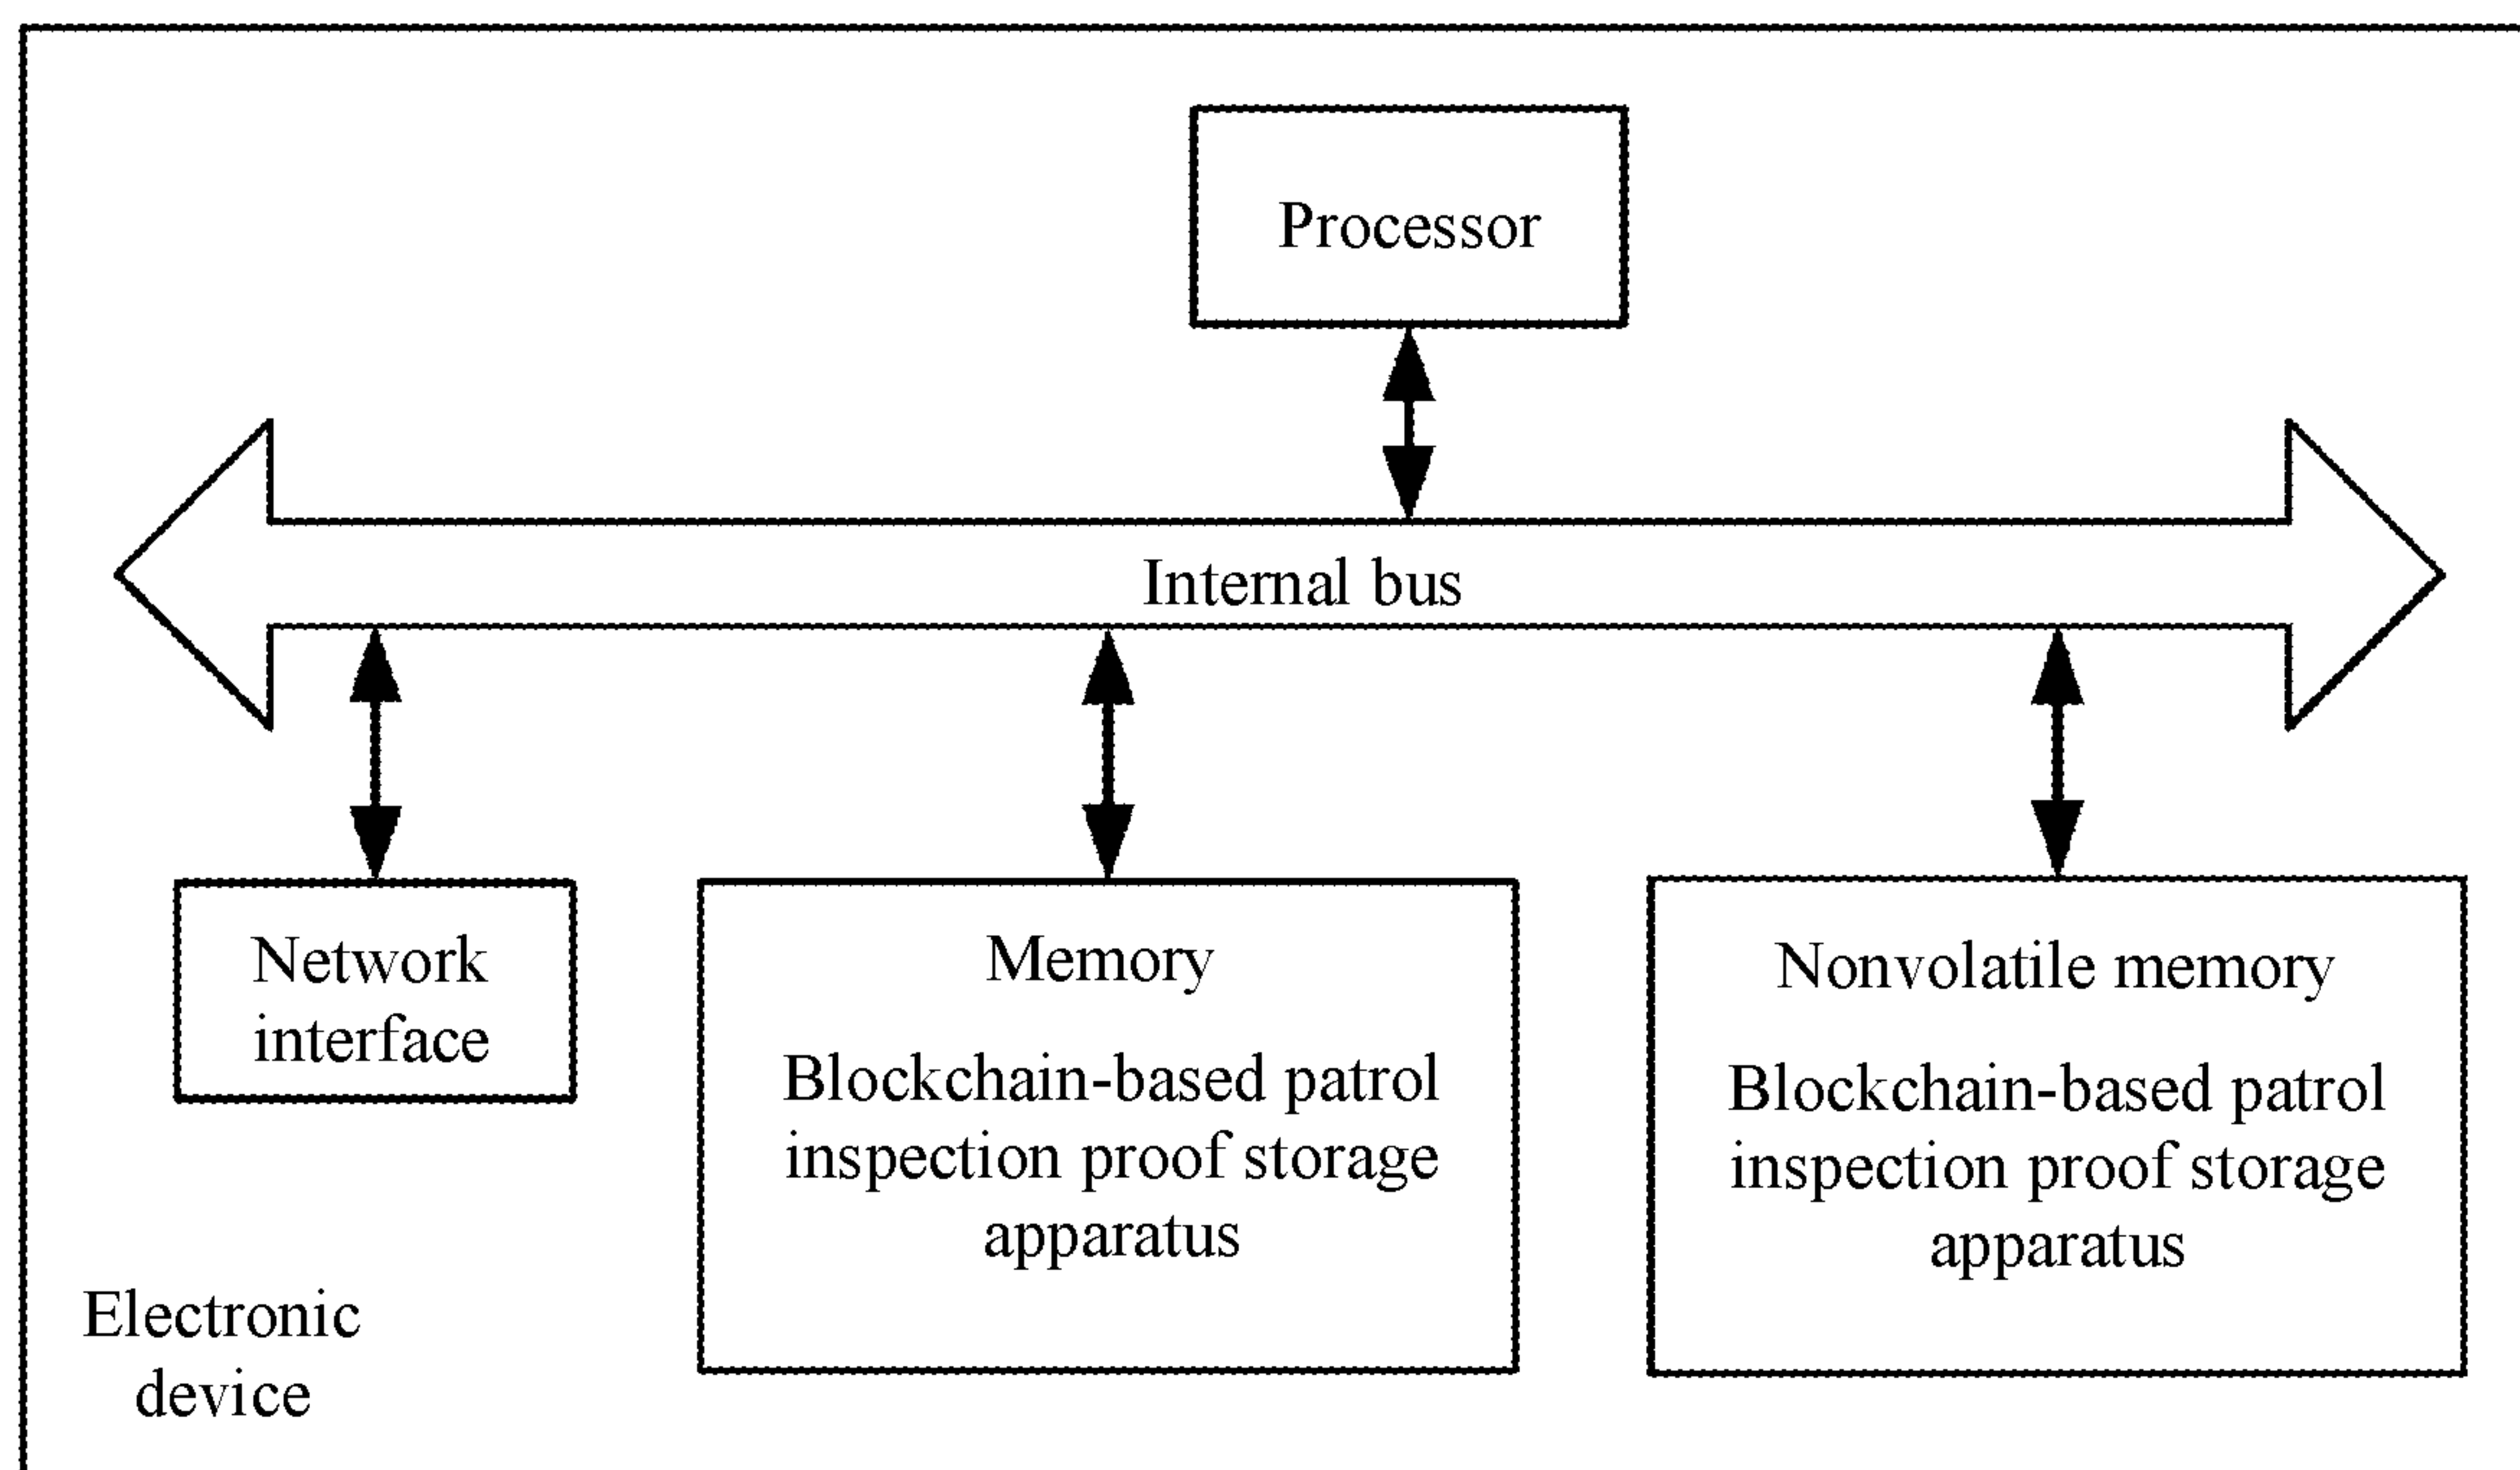 Processor
Internal bus
Network
interface
Memory
Blockchain-based patrol
inspection proof storage
apparatus
Nonvolatile memory
Blockchain-based patrol
inspection proof storage
apparatus
Electronic
device